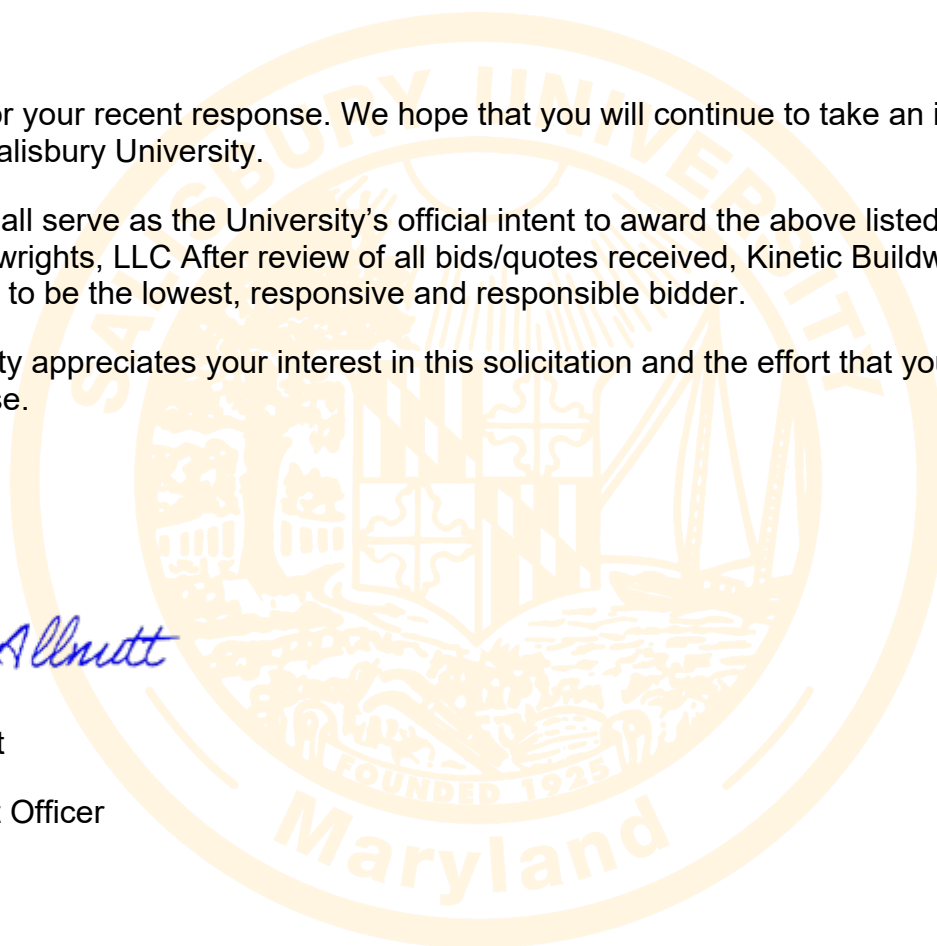 or your recent response. We hope that you will continue to take an i
alisbury University.
all serve as the University’s official intent to award the above listed
wrights, LLC After review of all bids/quotes received, Kinetic Buildw
to be the lowest, responsive and responsible bidder.
ty appreciates your interest in this solicitation and the effort that you
se.
Allnutt
t
t Officer
SALISBURY UNIVERSITY
FOUNDED 1925
Maryland